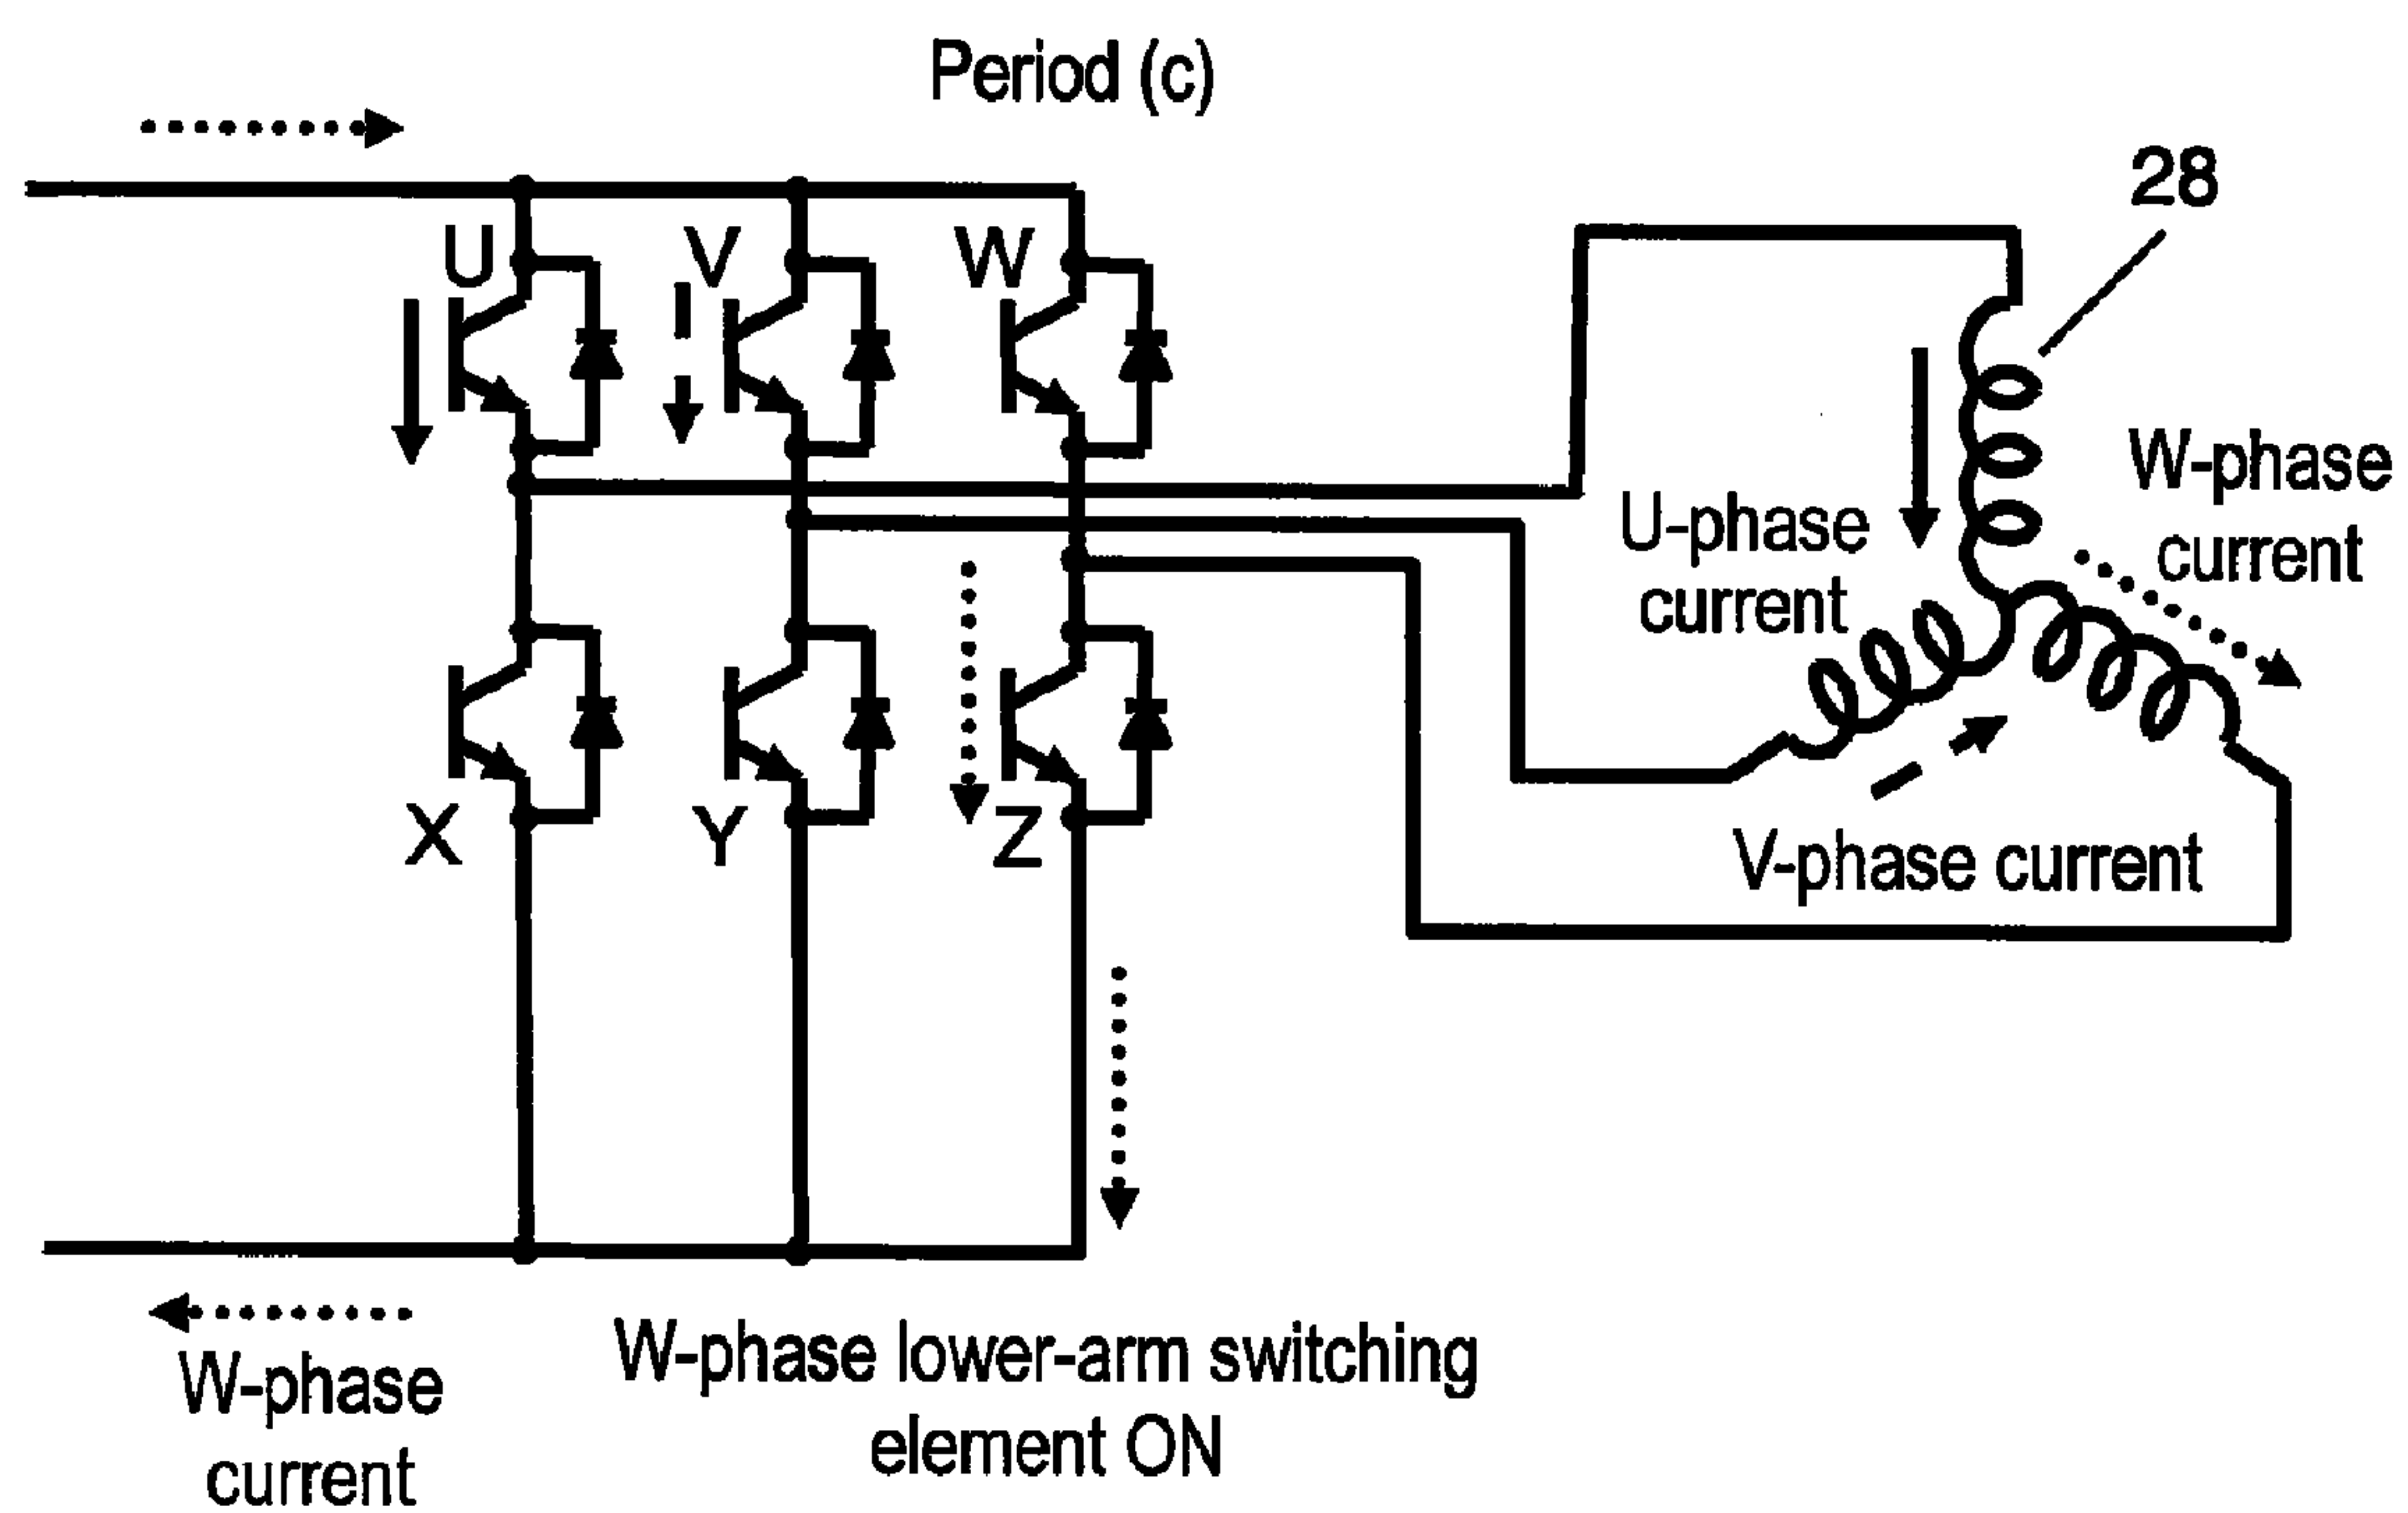 Period (c)
28
U
V
W
W-phase
current
U-phase
current
X
Y
Z
V-phase current
W-phase
current
W-phase lower-arm switching
element ON